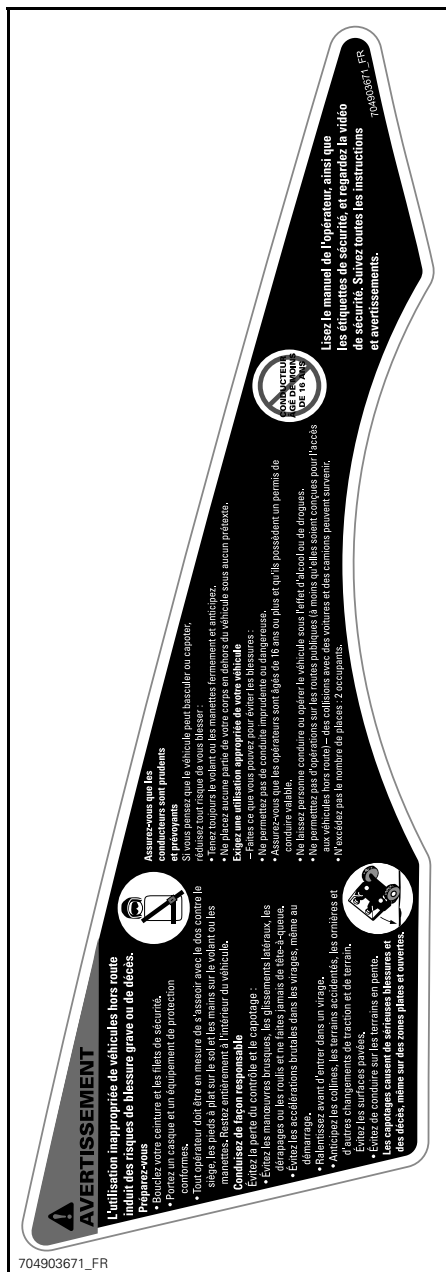 AVERTISSEMENT
L'utilisation inappropriée de véhicules hors route
induit des risques de blessure grave ou de décès.
Préparez-vous
• Bouclez votre ceinture et les filets de sécurité.
• Portez un casque et un équipement de protection
conformes.
• Tout opérateur doit être en mesure de s'asseoir avec le dos contre le
siège, les pieds à plat sur le sol et les mains sur le volant ou les
manettes. Restez entièrement à l'intérieur du véhicule.
Conduisez de façon responsable
Évitez la perte du contrôle et le capotage :
• Évitez les manœuvres brusques, les glissements latéraux, les
dérapages ou les roulis et ne faites jamais de tête-à-queue.
• Évitez les accélérations brutales dans les virages, même au
démarrage.
• Ralentissez avant d'entrer dans un virage.
• Anticipez les collines, les terrains accidentés, les ornières et
d'autres changements de traction et de terrain.
Évitez les surfaces pavées.
• Évitez de conduire sur les terrains en pente.
Les capotages causent de sérieuses blessures et
des décès, même sur des zones plates et ouvertes.
Assurez-vous que les
conducteurs sont prudents
et prévoyants
Si vous pensez que le véhicule peut basculer ou capoter,
réduisez tout risque de vous blesser :
• Tenez toujours le volant ou les manettes fermement et anticipez.
• Ne placez aucune partie de votre corps en dehors du véhicule sous aucun prétexte.
Exigez une utilisation appropriée de votre véhicule
– Faites ce que vous pouvez pour éviter les blessures :
• Ne permettez pas de conduite imprudente ou dangereuse.
• Assurez-vous que les opérateurs sont âgés de 16 ans ou plus et qu'ils possèdent un permis de
conduire valable.
• Ne laissez personne conduire ou opérer le véhicule sous l'effet d'alcool ou de drogues.
• Ne permetttez pas d'opérations sur les routes publiques (à moins qu'elles soient conçues pour l'accès
aux véhicules hors route) – des collisions avec des voitures et des camions peuvent survenir.
• N'excédez pas le nombre de places : 2 occupants.
CONDUCTEUR
ÂGÉ DE MOINS
DE 16 ANS
Lisez le manuel de l'opérateur, ainsi que
les étiquettes de sécurité, et regardez la vidéo
de sécurité. Suivez toutes les instructions
et avertissements.
704903671_FR
704903671_FR